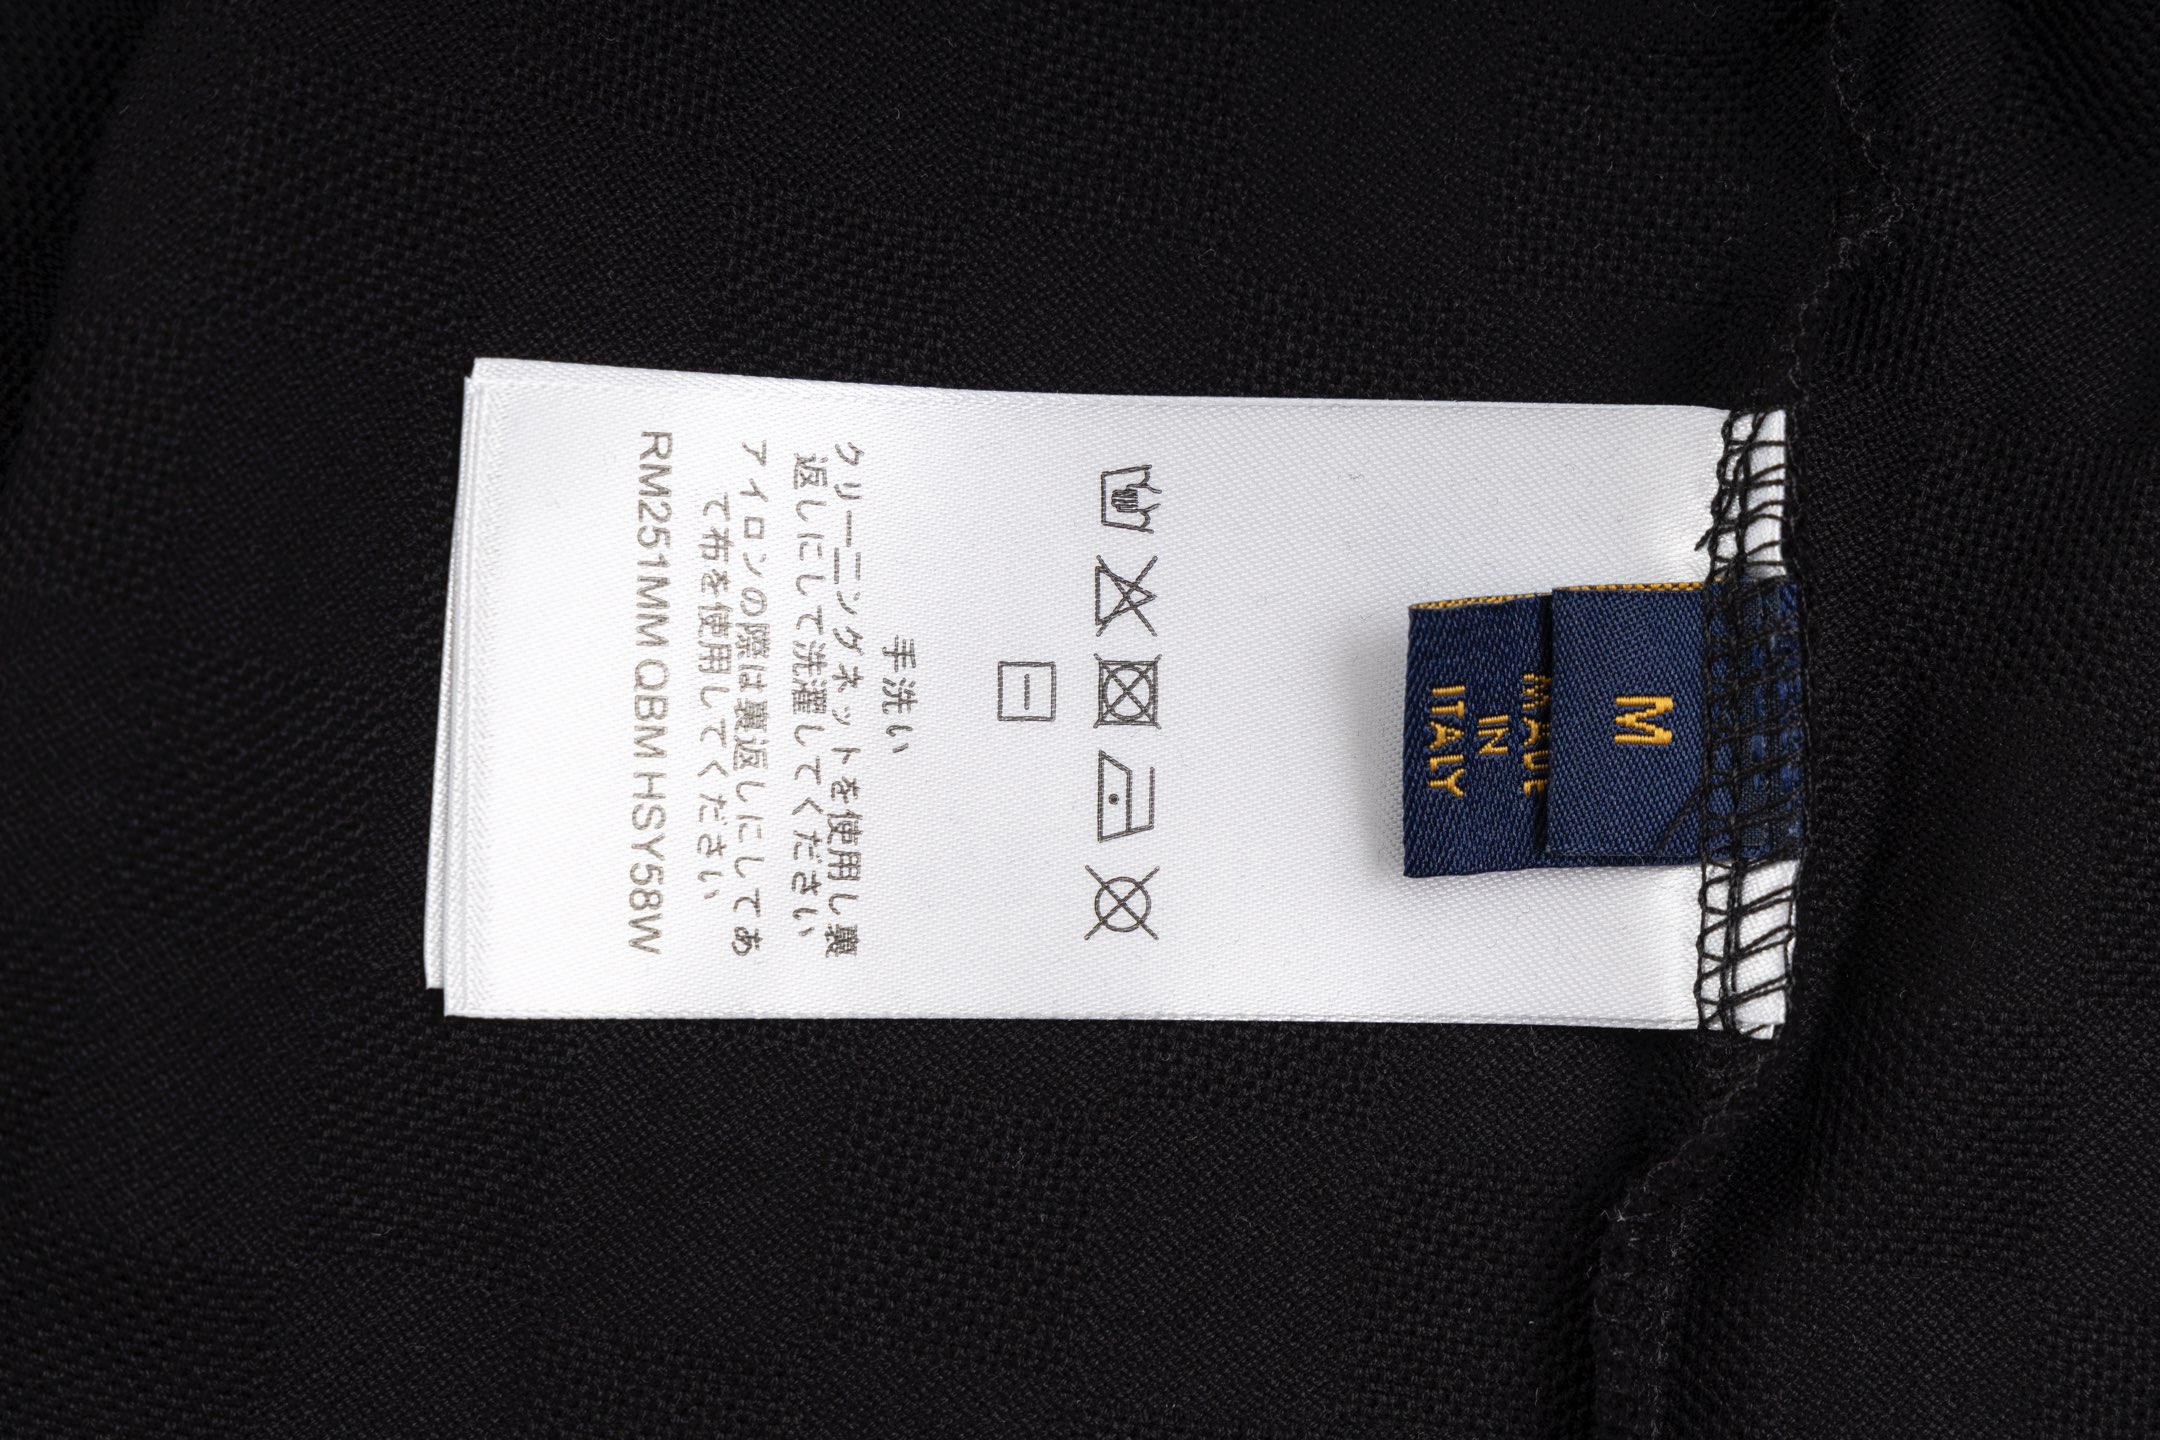 M
MADE
IN
ITALY
手洗い
クリーニングネットを使用し裏
返しにして洗濯してください
アイロンの際は裏返しにしてあ
て布を使用してください
RM251MM QBM HSY58W